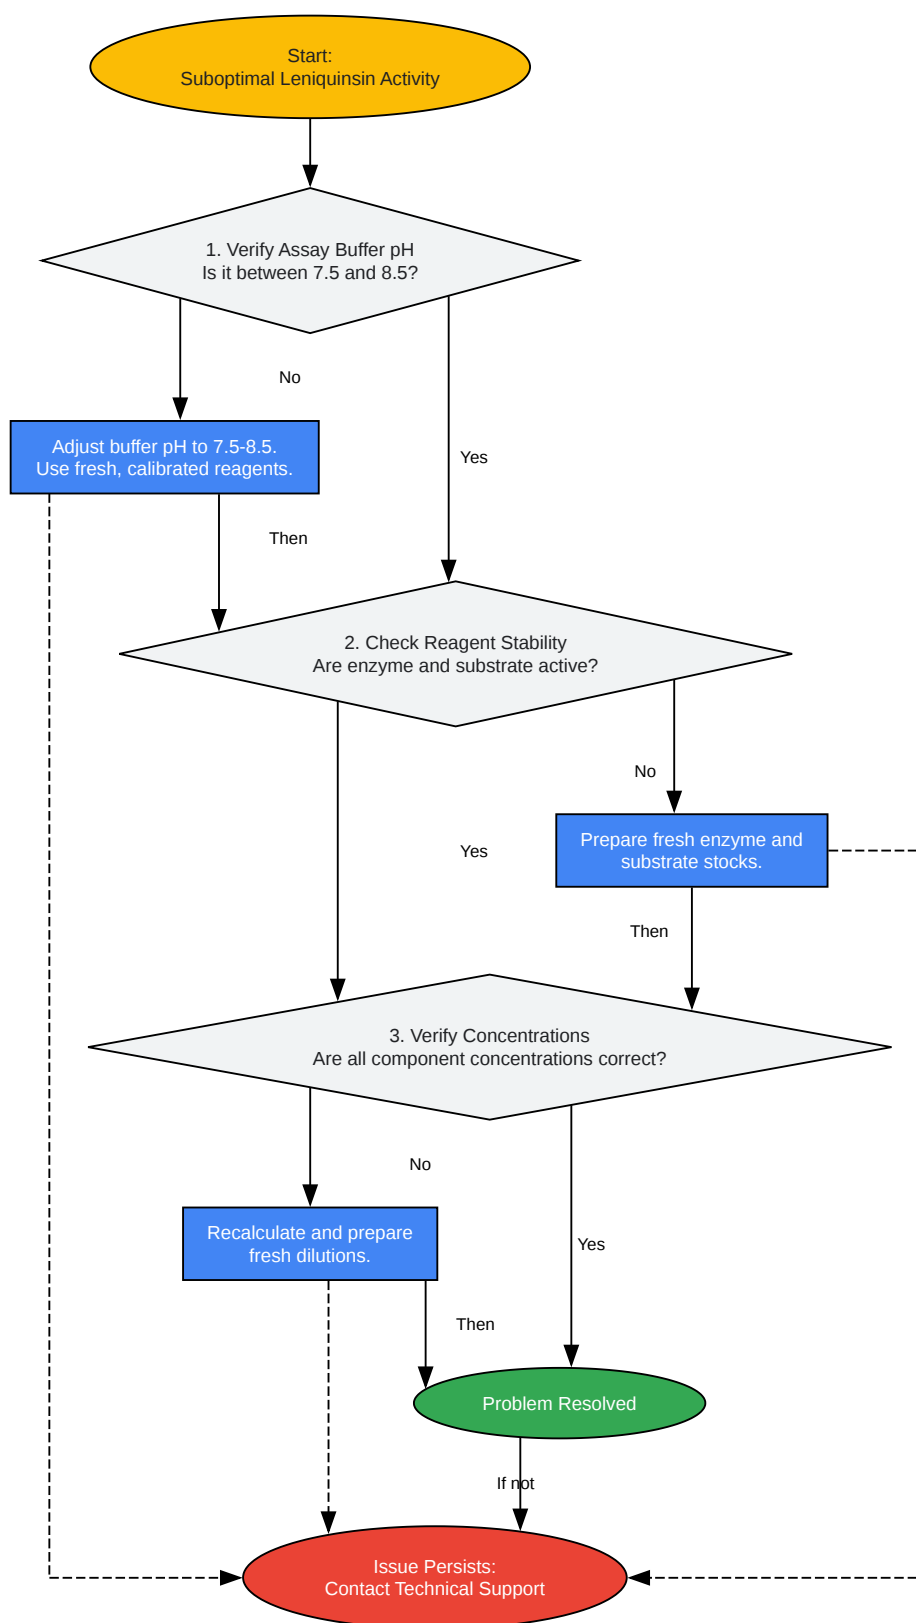 Start:
Suboptimal Leniquinsin Activity
1. Verify Assay Buffer pH
Is it between 7.5 and 8.5?
No
Adjust buffer pH to 7.5-8.5.
Use fresh, calibrated reagents.
Yes
Then
2. Check Reagent Stability
Are enzyme and substrate active?
No
Prepare fresh enzyme and
substrate stocks.
Yes
Then
3. Verify Concentrations
Are all component concentrations correct?
No
Recalculate and prepare
fresh dilutions.
Yes
Then
Problem Resolved
If not
Issue Persists:
Contact Technical Support